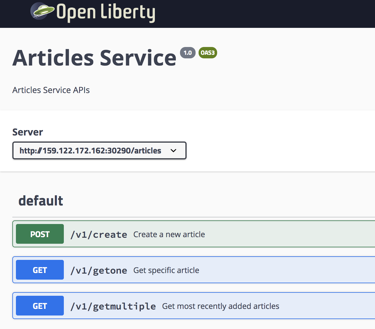 Open Liberty
Articles Service 1.0 OAS3
Articles Service APIs
Server
http://159.122.172.162:30290/articles
default
POST /v1/create Create a new article
GET /v1/getone Get specific article
GET /v1/getmultiple Get most recently added articles